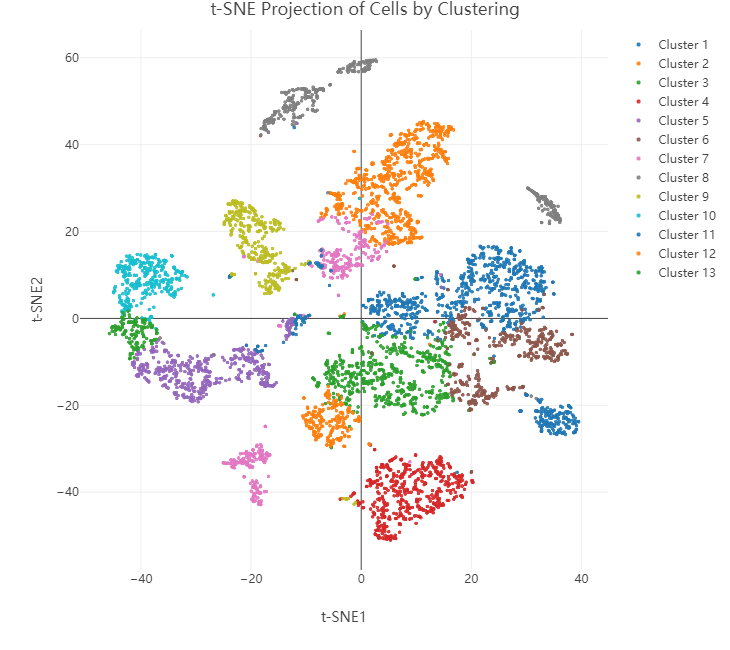 t-SNE Projection of Cells by Clustering
60
40
20
0
−20
−40
t-SNE2
−40
−20
0
20
40
t-SNE1
Cluster 1
Cluster 2
Cluster 3
Cluster 4
Cluster 5
Cluster 6
Cluster 7
Cluster 8
Cluster 9
Cluster 10
Cluster 11
Cluster 12
Cluster 13